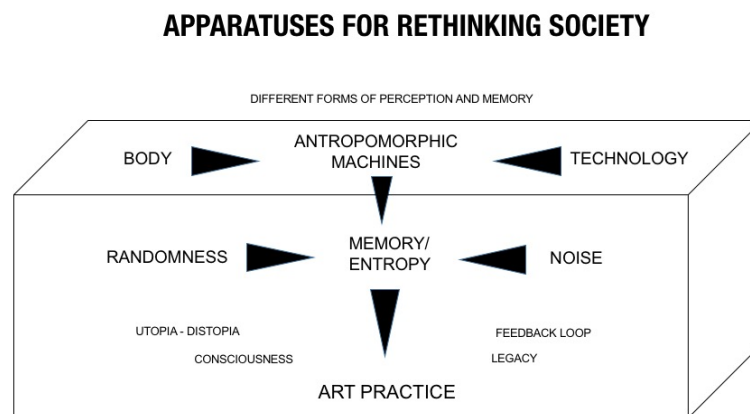 APPARATUSES FOR RETHINKING SOCIETY
DIFFERENT FORMS OF PERCEPTION AND MEMORY
BODY
ANTROPOMORPHIC
MACHINES
TECHNOLOGY
RANDOMNESS
MEMORY/
ENTROPY
NOISE
UTOPIA - DISTOPIA
FEEDBACK LOOP
CONSCIOUSNESS
LEGACY
ART PRACTICE